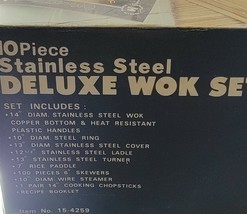 10 Piece
Stainless Steel
DELUXE WOK SET
SET INCLUDES:
•14" DIAM. STAINLESS STEEL WOK
COPPER BOTTOM & HEAT RESISTANT
PLASTIC HANDLES
•10" DIAM. STEEL RING
•13" DIAM. STAINLESS STEEL COVER
STAINLESS STEEL LADLE
•13" STAINLESS STEEL TURNER
•7" RICE PADDLE
•100 PIECES 6" SKEWERS
•10" DIAM. WIRE STEAMER
•1 PAIR 14" COOKING CHOPSTICKS
•RECIPE BOOKLET
Item No. 15-4259